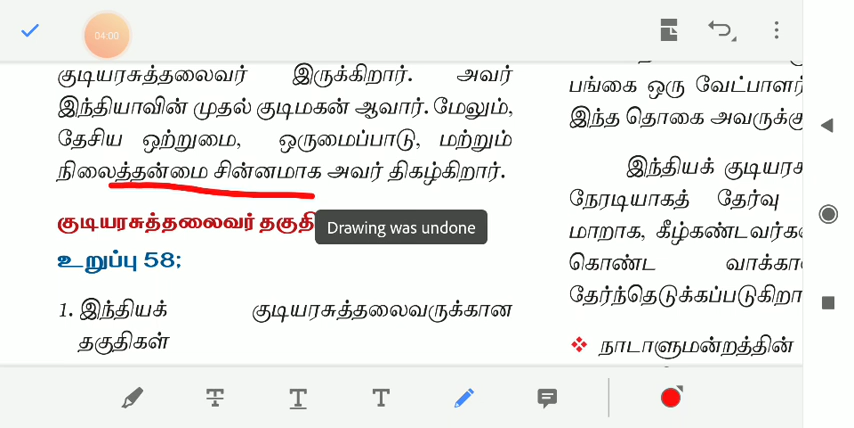 04:00
குடியரசுத்தலைவர் இருக்கிறார். அவர்
இந்தியாவின் முதல் குடிமகன் ஆவார். மேலும்,
தேசிய ஒற்றுமை, ஒருமைப்பாடு, மற்றும்
நிலைத்தன்மை சின்னமாக அவர் திகழ்கிறார்.
குடியரசுத்தலைவர் தகுதி
Drawing was undone
உறுப்பு 58;
1. இந்தியக் குடியரசுத்தலைவருக்கான
தகுதிகள்
பங்கை ஒரு வேட்பாளர்
இந்த தொகை அவருக்கு
இந்தியக் குடியரசு
நேரடியாகத் தேர்வு
மாறாக, கீழ்கண்டவர்க
கொண்ட
தேர்ந்தெடுக்கப்படுகிறா
நாடாளுமன்றத்தின்
T
T
T